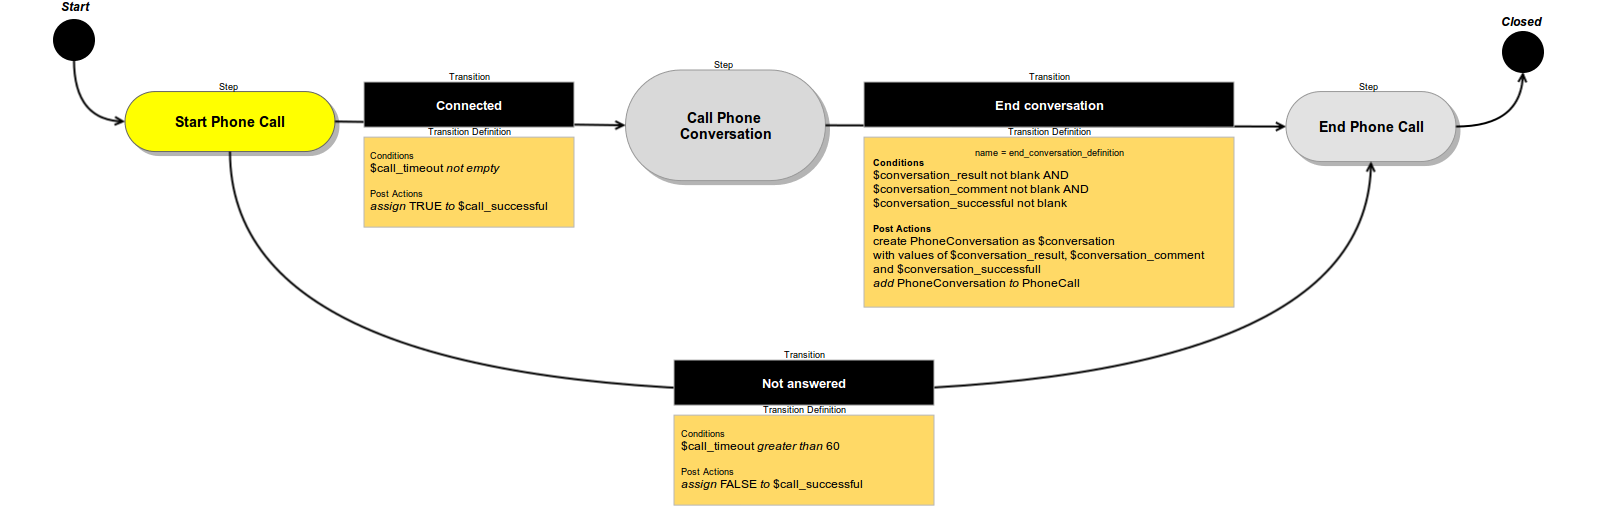 Start
Closed
Step
Start Phone Call
Transition
Connected
Transition Definition
Conditions
$call_timeout not empty
Post Actions
assign TRUE to $call_successful
Step
Call Phone
Conversation
Transition
End conversation
Transition Definition
name = end_conversation_definition
Conditions
$conversation_result not blank AND
$conversation_comment not blank AND
$conversation_successful not blank
Post Actions
create PhoneConversation as $conversation
with values of $conversation_result, $conversation_comment
and $conversation_successfull
add PhoneConversation to PhoneCall
Step
End Phone Call
Transition
Not answered
Transition Definition
Conditions
$call_timeout greater than 60
Post Actions
assign FALSE to $call_successful